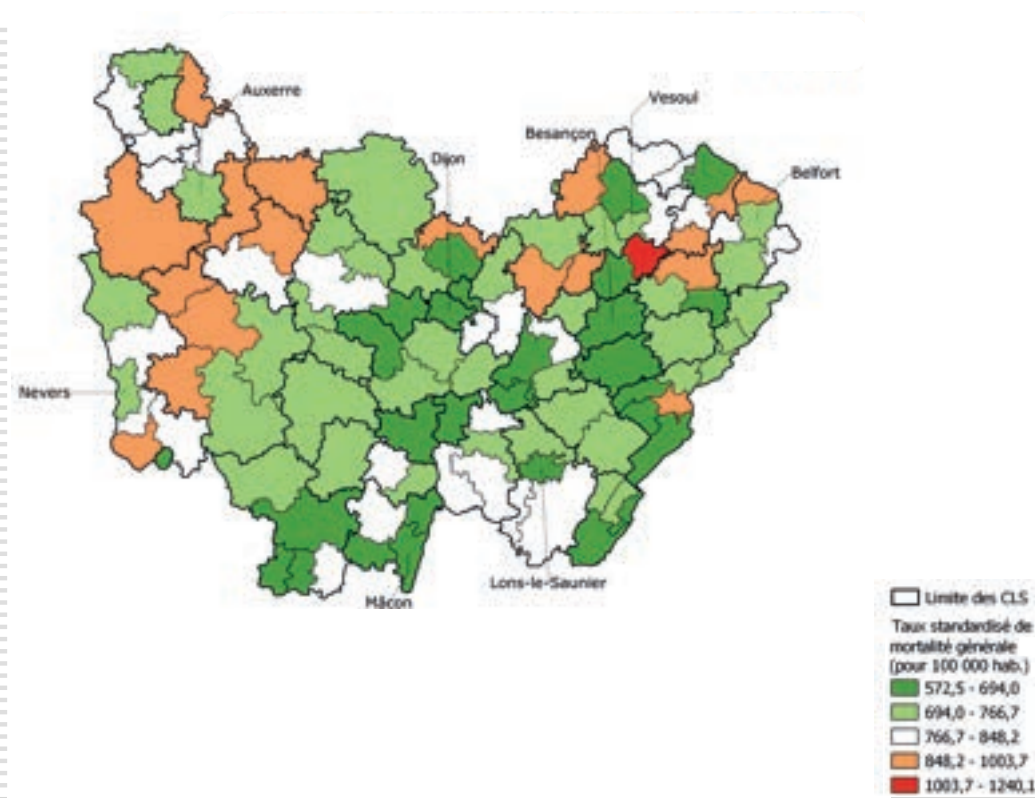 Auxerre
Vesoul
Besançon
Dijon
Belfort
Nevers
Lons-le-Saunier
Mâcon
Limite des CLS
Taux standardisé de
mortalité générale
(pour 100 000 hab.)
572,5 - 694,0
694,0 - 766,7
766,7 - 848,2
848,2 - 1003,7
1003,7 - 1240,1